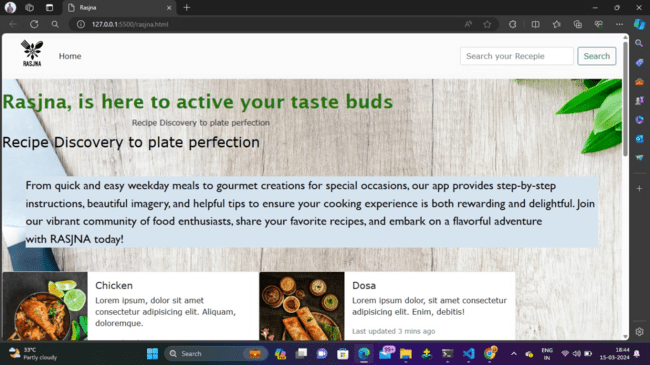 Rasjna
127.0.0.1:5500/rasjna.html
RASJNA
Home
Search your Recepie
Search
Rasjna, is here to active your taste buds
Recipe Discovery to plate perfection
Recipe Discovery to plate perfection
From quick and easy weekday meals to gourmet creations for special occasions, our app provides step-by-step
instructions, beautiful imagery, and helpful tips to ensure your cooking experience is both rewarding and delightful. Join
our vibrant community of food enthusiasts, share your favorite recipes, and embark on a flavorful adventure
with RASJNA today!
Chicken
Lorem ipsum, dolor sit amet
consectetur adipisicing elit. Aliquam,
doloremque.
Dosa
Lorem ipsum, dolor sit amet consectetur
adipisicing elit. Enim, debitis!
Last updated 3 mins ago
33°C
Partly cloudy
Search
99+
ENG
IN
18:44
15-03-2024